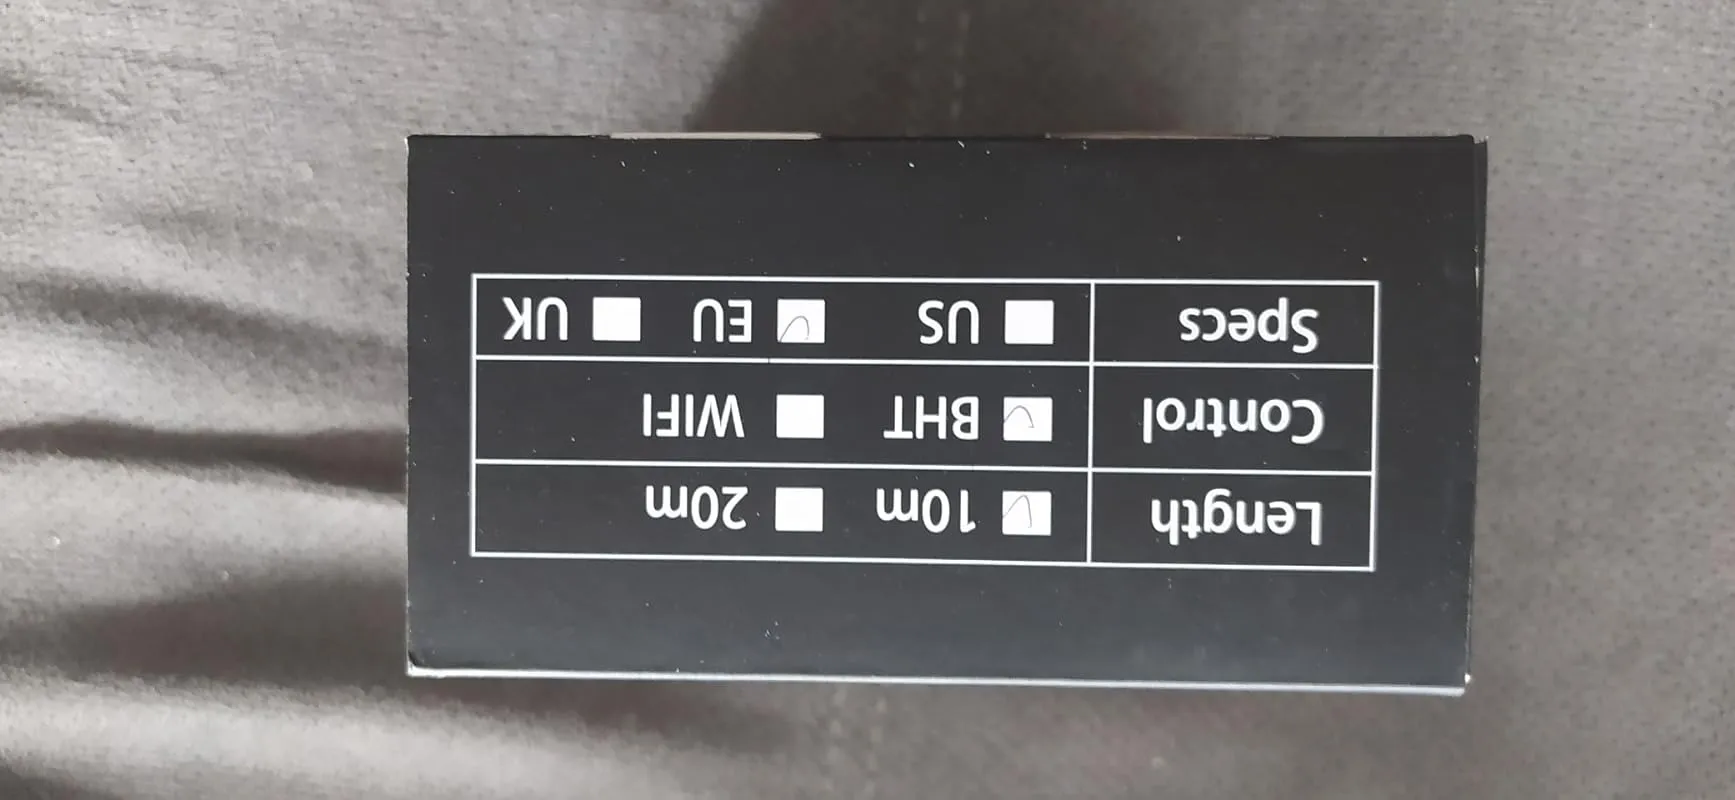 Length 10m 20m
Control BHT WIFI
Specs US EU UK